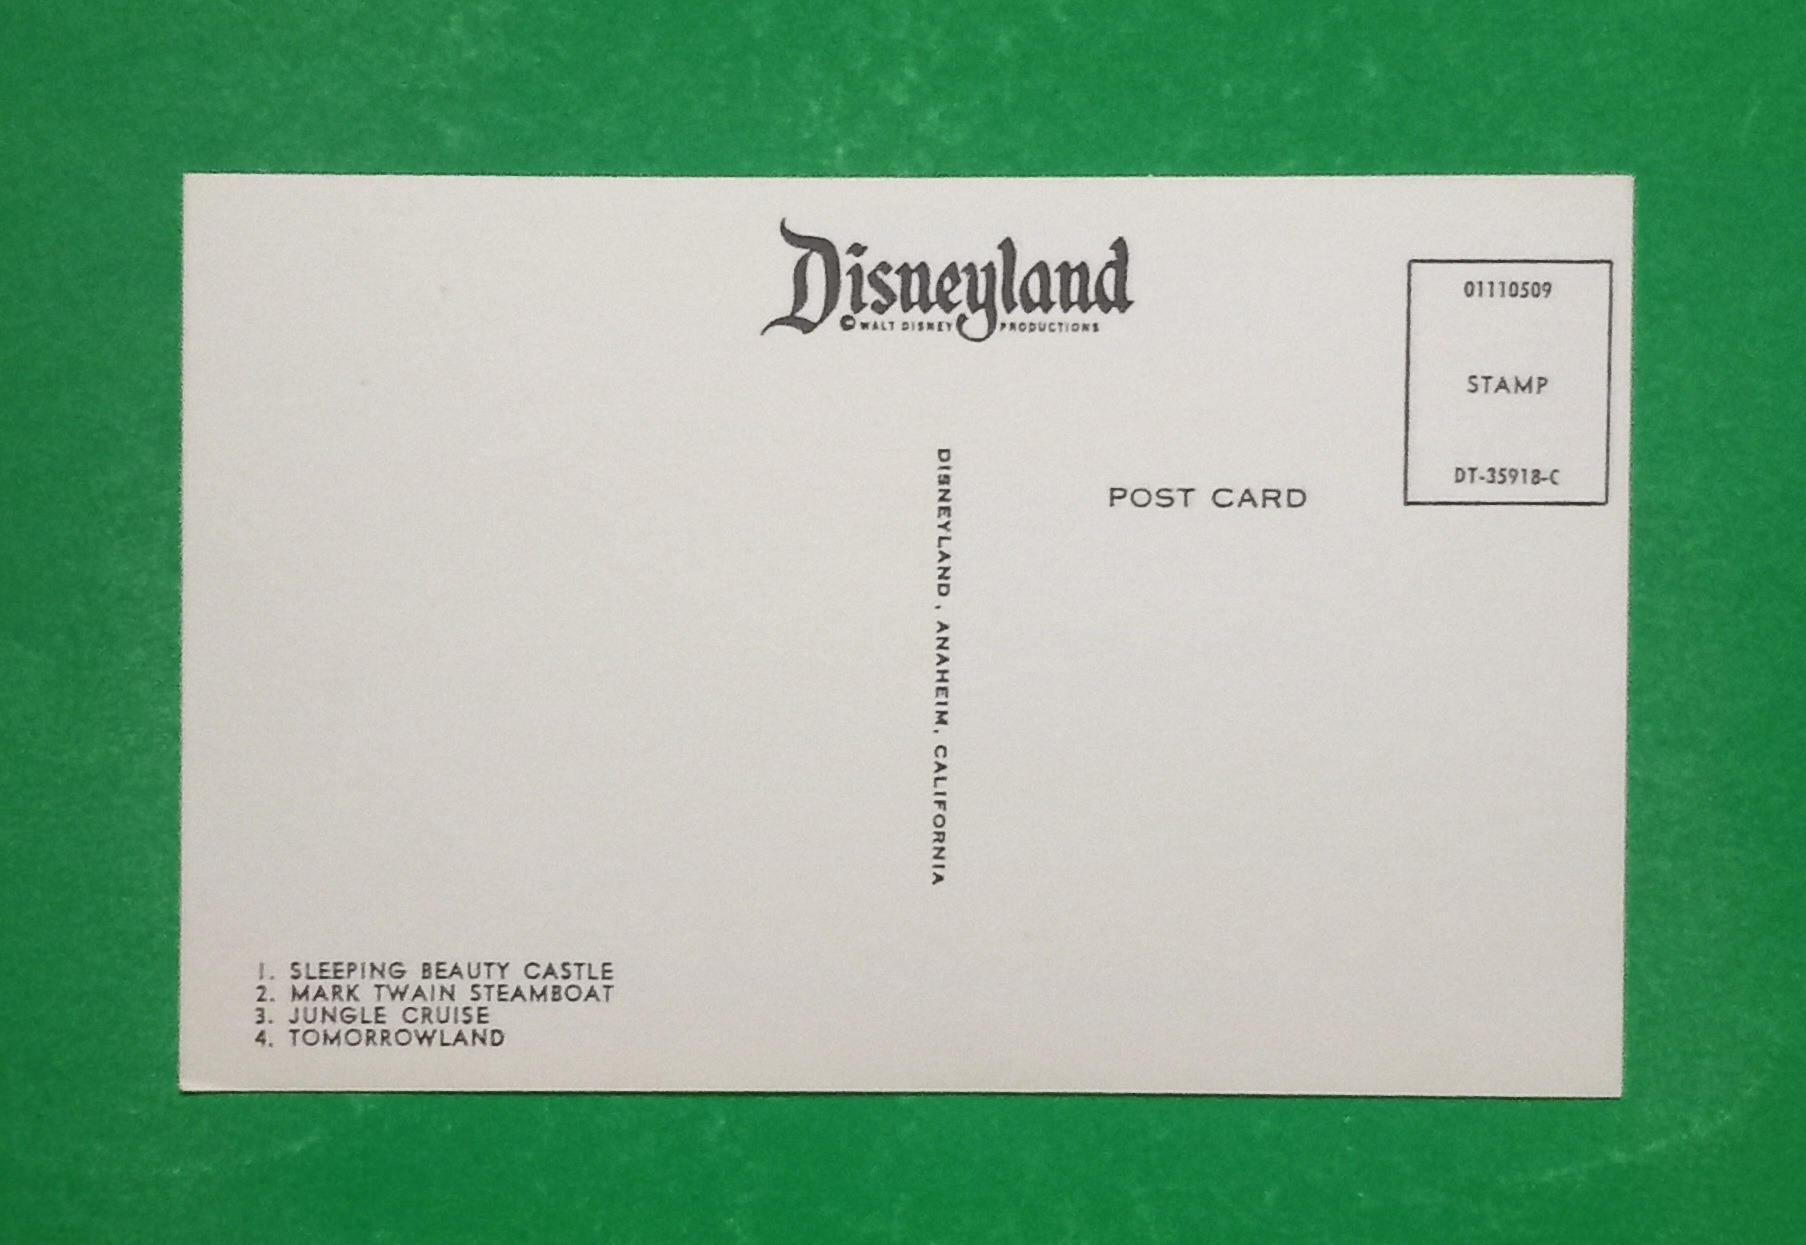 Disneyland
© WALT DISNEY PRODUCTIONS
01110509
STAMP
DT-35918-C
POST CARD
DISNEYLAND, ANAHEIM, CALIFORNIA
1. SLEEPING BEAUTY CASTLE
2. MARK TWAIN STEAMBOAT
3. JUNGLE CRUISE
4. TOMORROWLAND